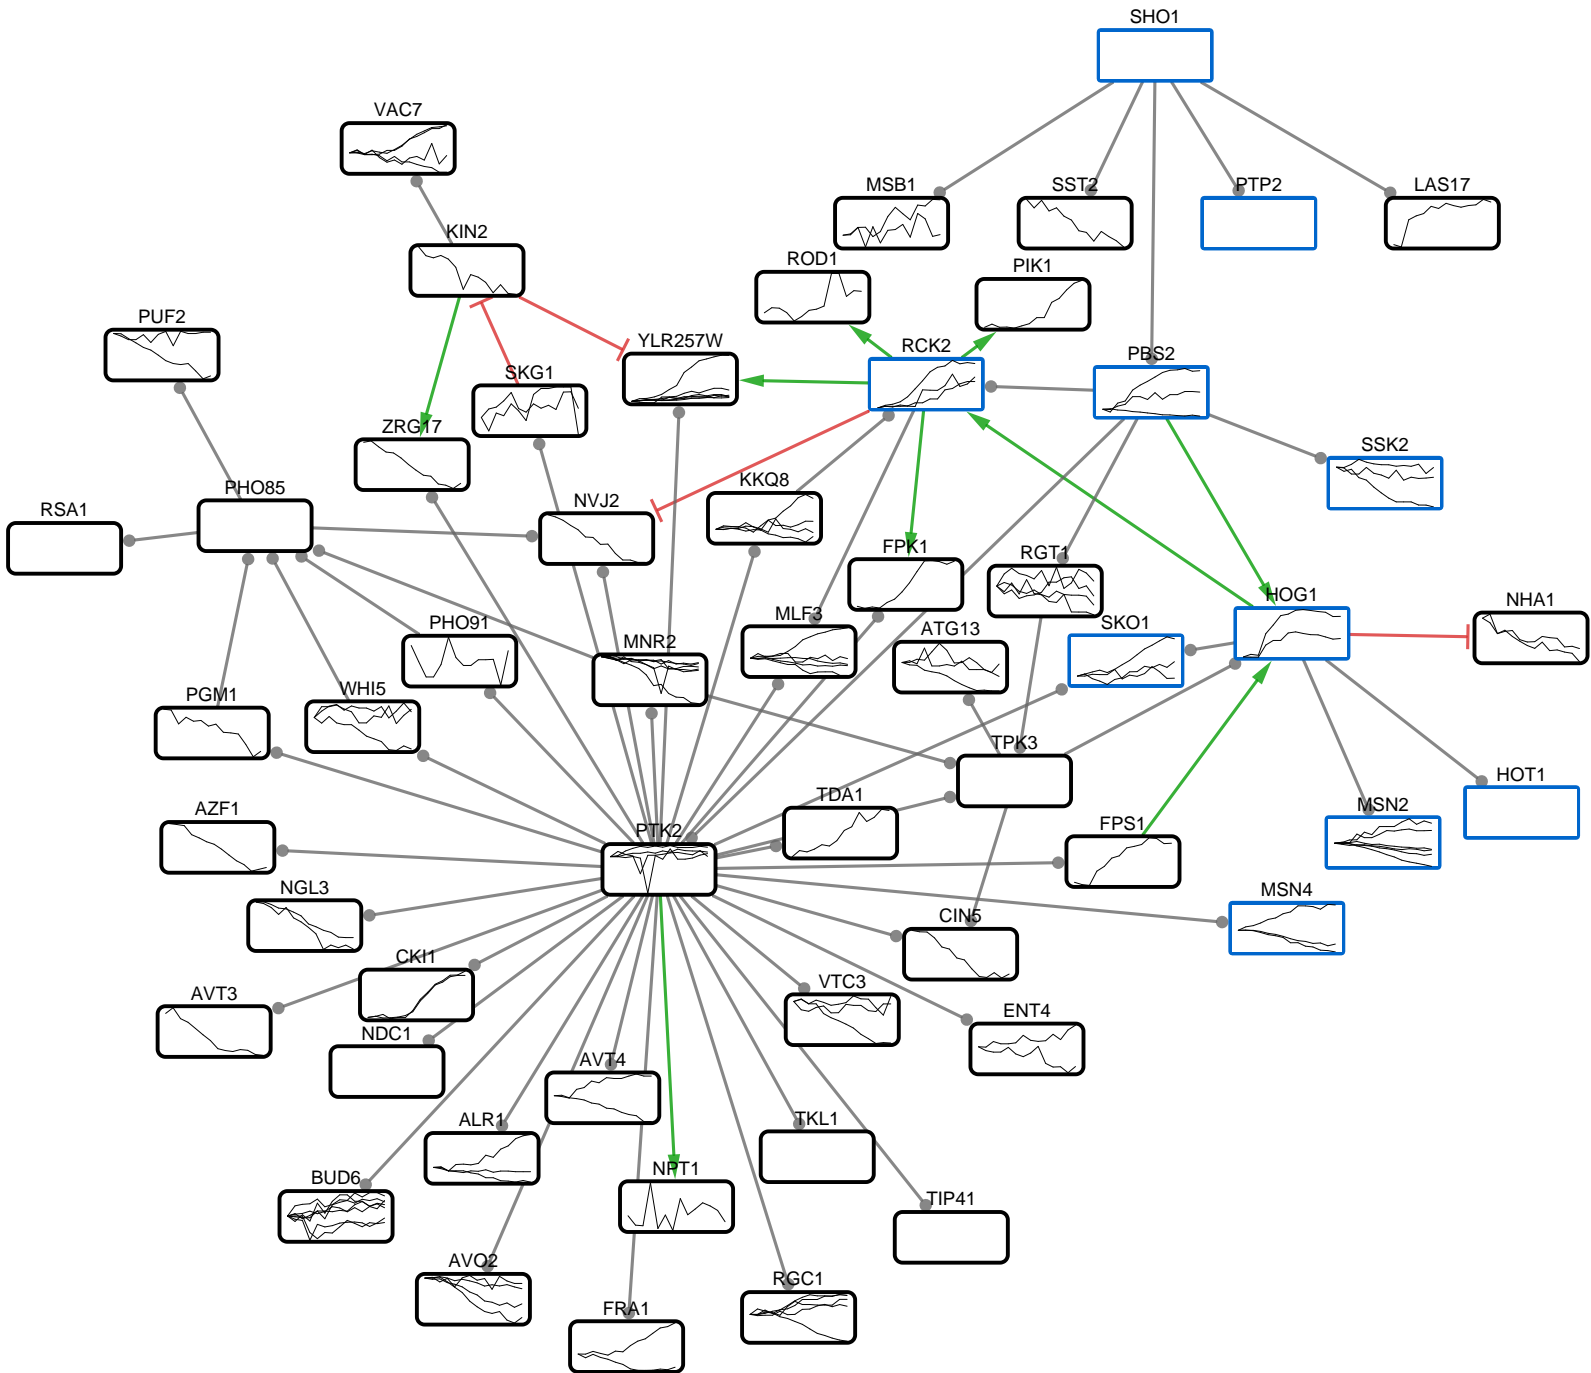 SHO1
VAC7
MSB1
SST2
PTP2
LAS17
KIN2
ROD1
PIK1
PUF2
YLR257W
RCK2
PBS2
SKG1
ZRG17
SSK2
PHO85
KKQ8
RSA1
NVJ2
FPK1
RGT1
HOG1
NHA1
PHO91
MNR2
MLF3
ATG13
SKO1
PGM1
WHI5
TPK3
HOT1
AZF1
TDA1
PTK2
FPS1
MSN2
NGL3
MSN4
CIN5
CKI1
AVT3
VTC3
ENT4
NDC1
AVT4
ALR1
TKL1
BUD6
NPT1
TIP41
AVO2
RGC1
FRA1